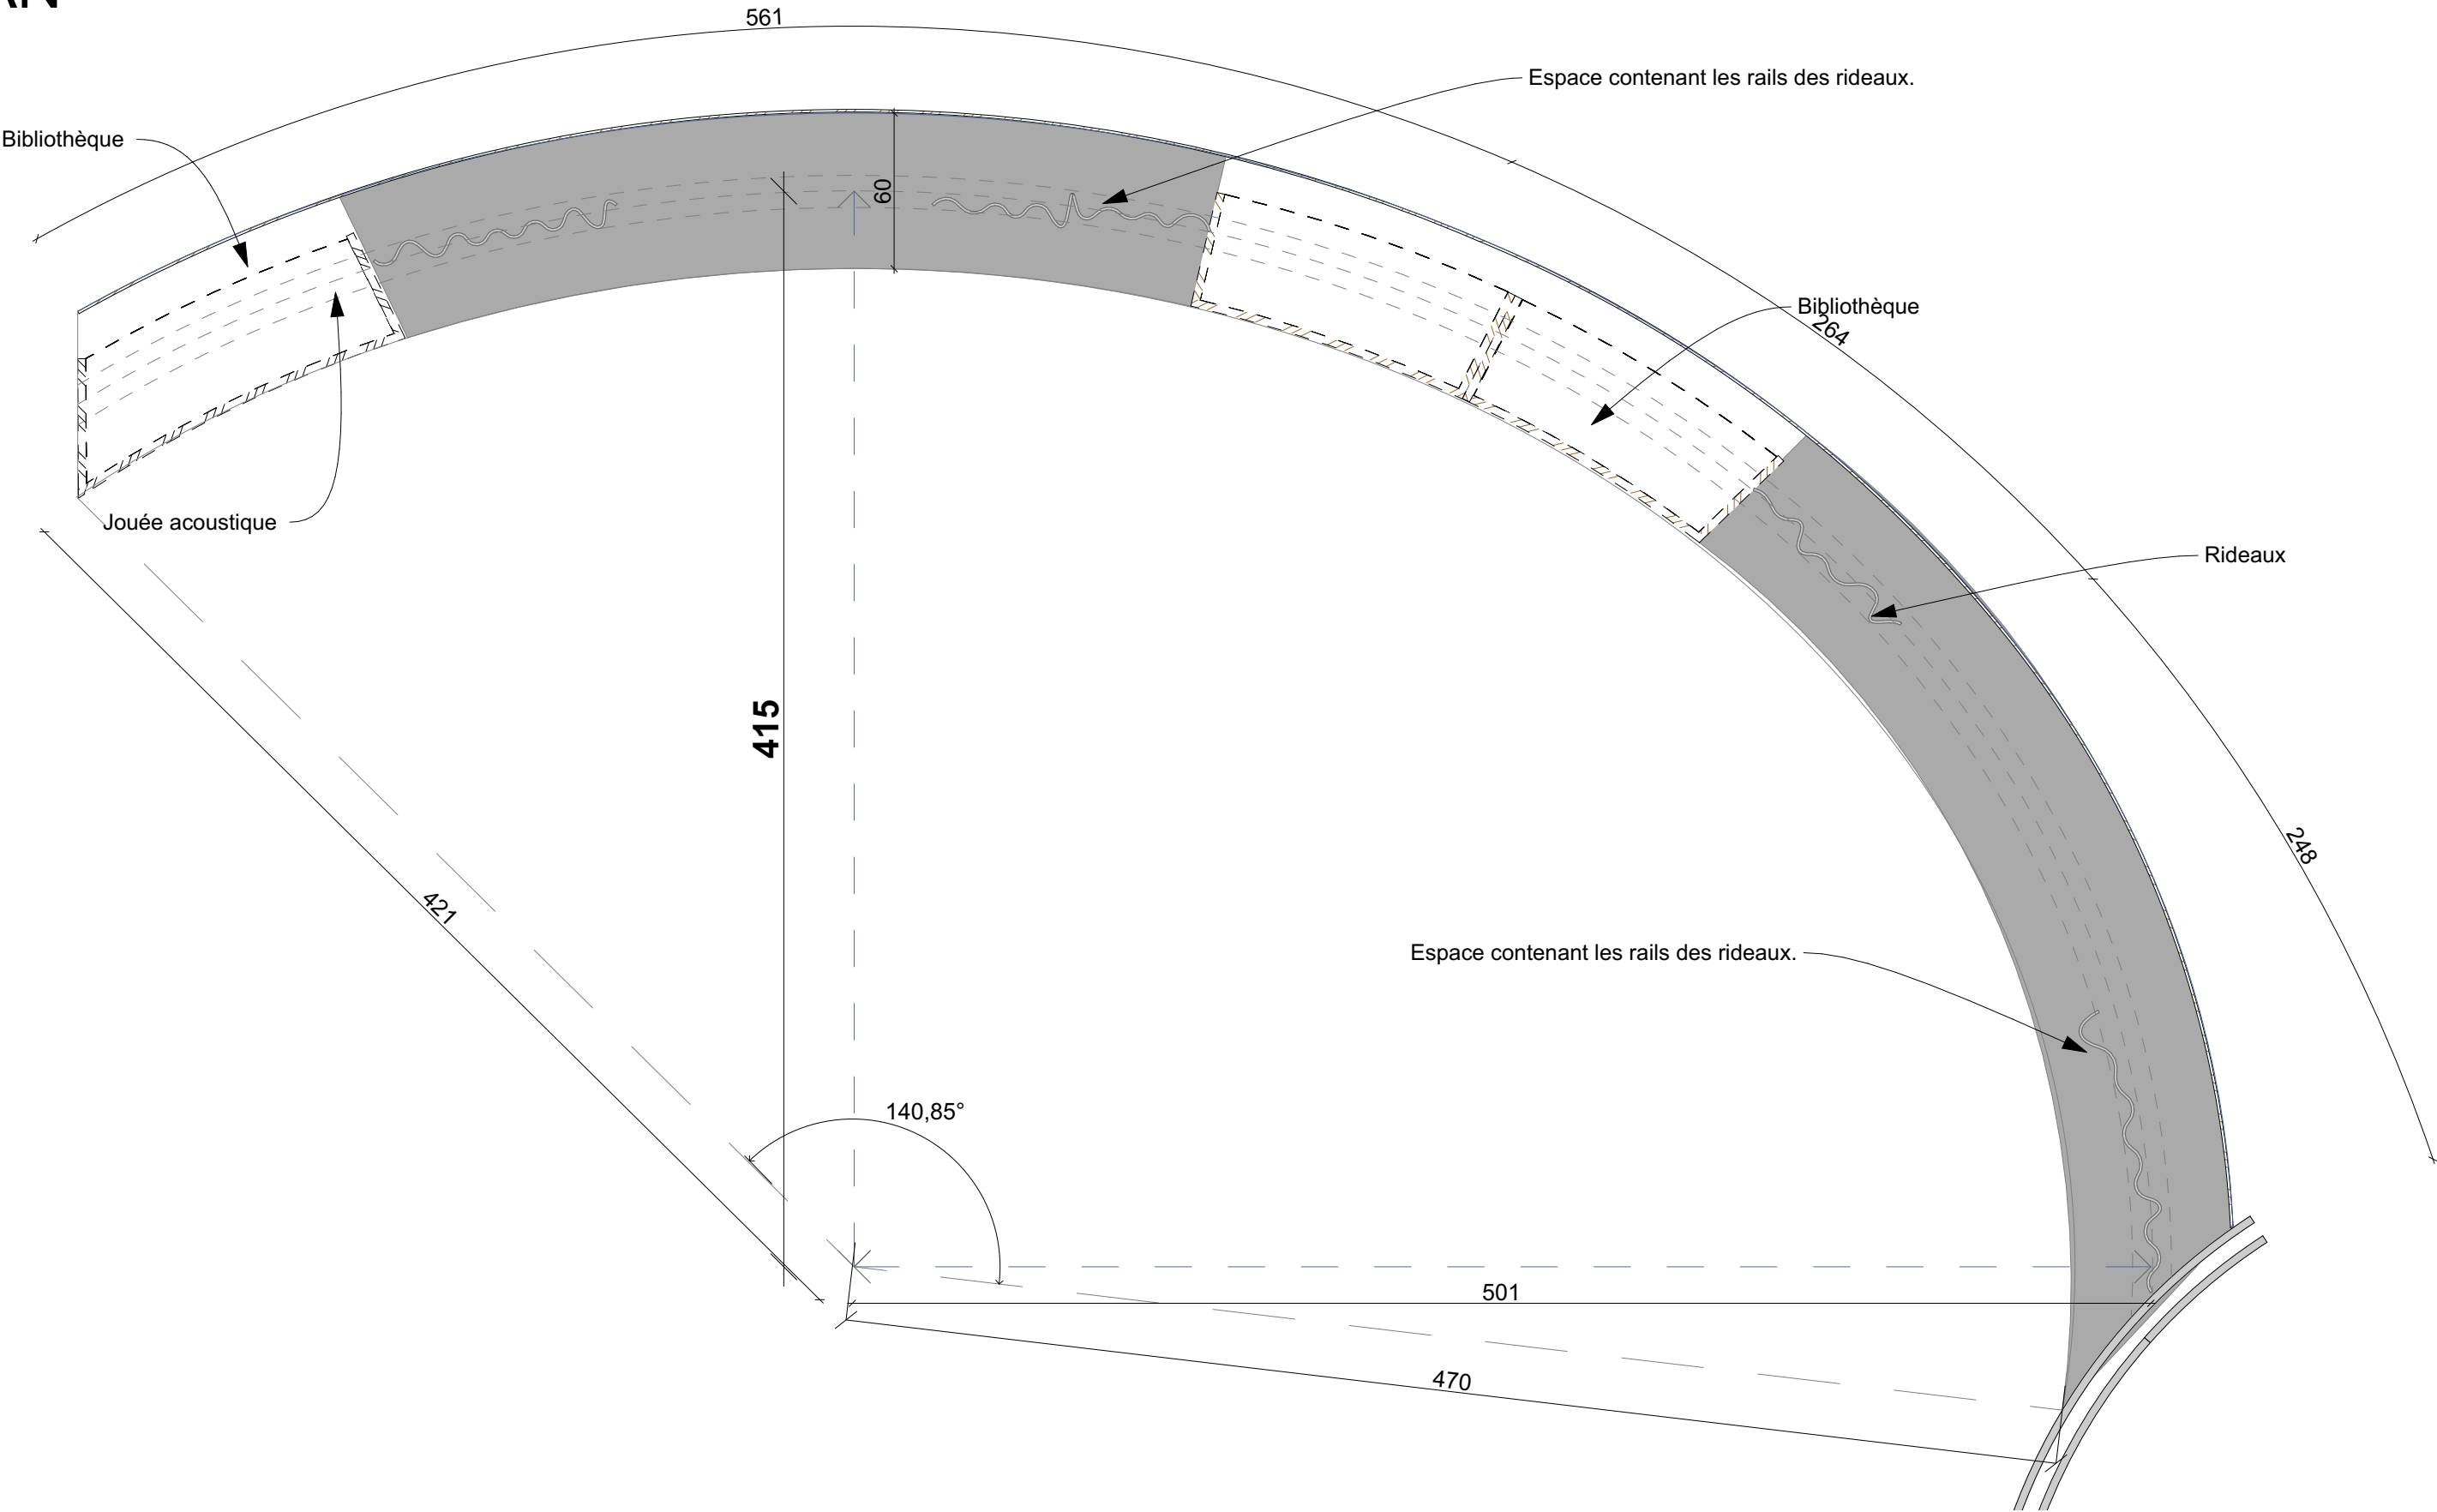 561
Espace contenant les rails des rideaux.
Bibliothèque
60
Bibliothèque
264
Jouée acoustique
Rideaux
415
248
421
Espace contenant les rails des rideaux.
140,85°
501
470